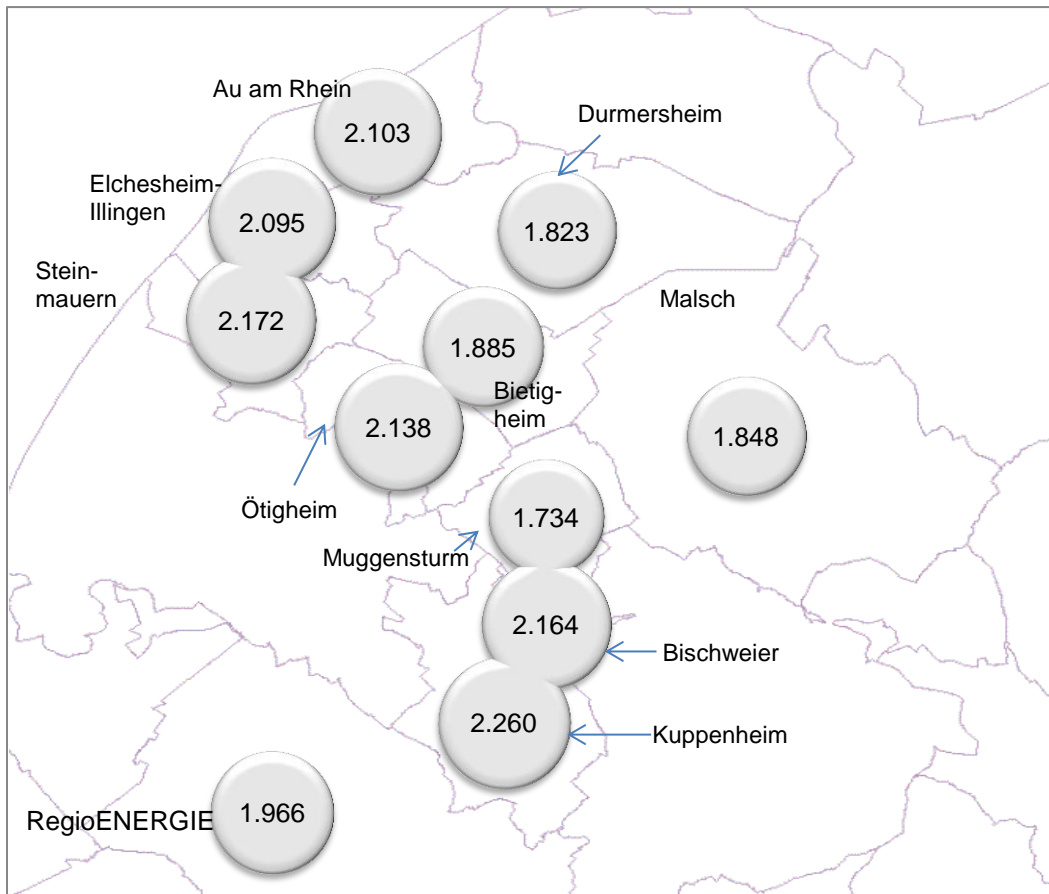 Au am Rhein
2.103
Durmersheim
Elchesheim-
Illingen
2.095
1.823
Stein-
mauern
2.172
Malsch
1.885
Bietig-
heim
2.138
1.848
Ötigheim
1.734
Muggensturm
2.164
Bischweier
2.260
Kuppenheim
RegioENERGIE
1.966